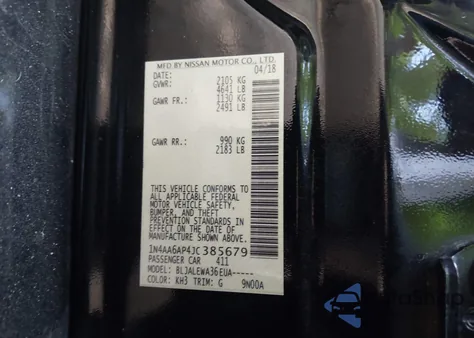 MFD BY NISSAN MOTOR CO., LTD.
DATE: 04/18
GVWR: 2105 KG
4641 LB
GAWR FR.: 1130 KG
2491 LB
GAWR RR.: 990 KG
2183 LB
THIS VEHICLE CONFORMS TO
ALL APPLICABLE FEDERAL
MOTOR VEHICLE SAFETY,
BUMPER, AND THEFT
PREVENTION STANDARDS IN
EFFECT ON THE DATE OF
MANUFACTURE SHOWN ABOVE.
1N4AA6AP4JC385679
PASSENGER CAR 411
MODEL: BLJALEWA36EUA-----
COLOR: KH3 TRIM: G 9N00A